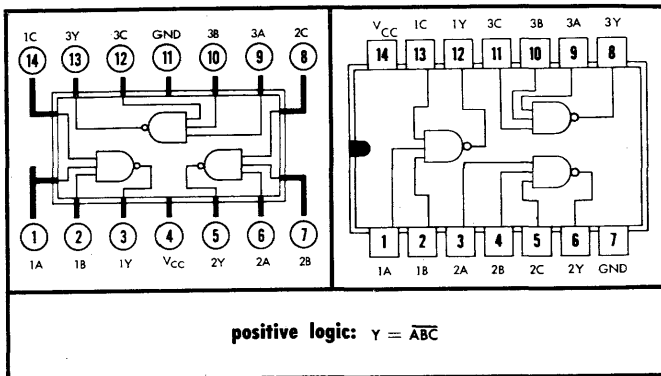 1C 3Y 3C GND 3B 3A 2C
14 13 12 11 10 9 8
1 2 3 4 5 6 7
1A 1B 1Y VCC 2Y 2A 2B
VCC 1C 1Y 3C 3B 3A 3Y
14 13 12 11 10 9 8
1 2 3 4 5 6 7
1A 1B 2A 2B 2C 2Y GND
positive logic: Y = A̅B̅C̅